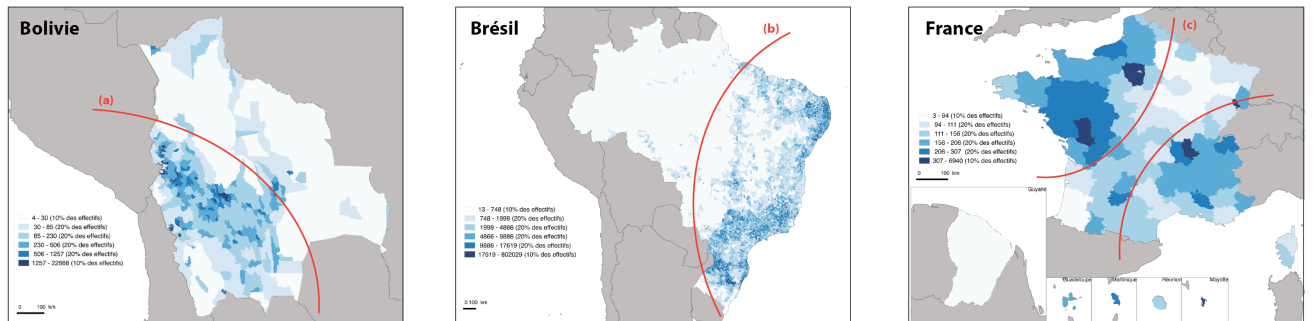 Bolivie
(a)
4 - 30 (10% des effectifs)
30 - 85 (20% des effectifs)
85 - 230 (20% des effectifs)
230 - 506 (20% des effectifs)
506 - 1257 (20% des effectifs)
1257 - 22668 (10% des effectifs)
0 100 km
Brésil
(b)
13 - 748 (10% des effectifs)
748 - 1999 (20% des effectifs)
1999 - 4866 (20% des effectifs)
4866 - 9886 (20% des effectifs)
9886 - 17619 (20% des effectifs)
17619 - 802029 (10% des effectifs)
0 100 km
France
(c)
3 - 94 (10% des effectifs)
94 - 111 (20% des effectifs)
111 - 156 (20% des effectifs)
156 - 206 (20% des effectifs)
206 - 307 (20% des effectifs)
307 - 6940 (10% des effectifs)
0 100 km
Guyane
Guadeloupe
Martinique
Réunion
Mayotte